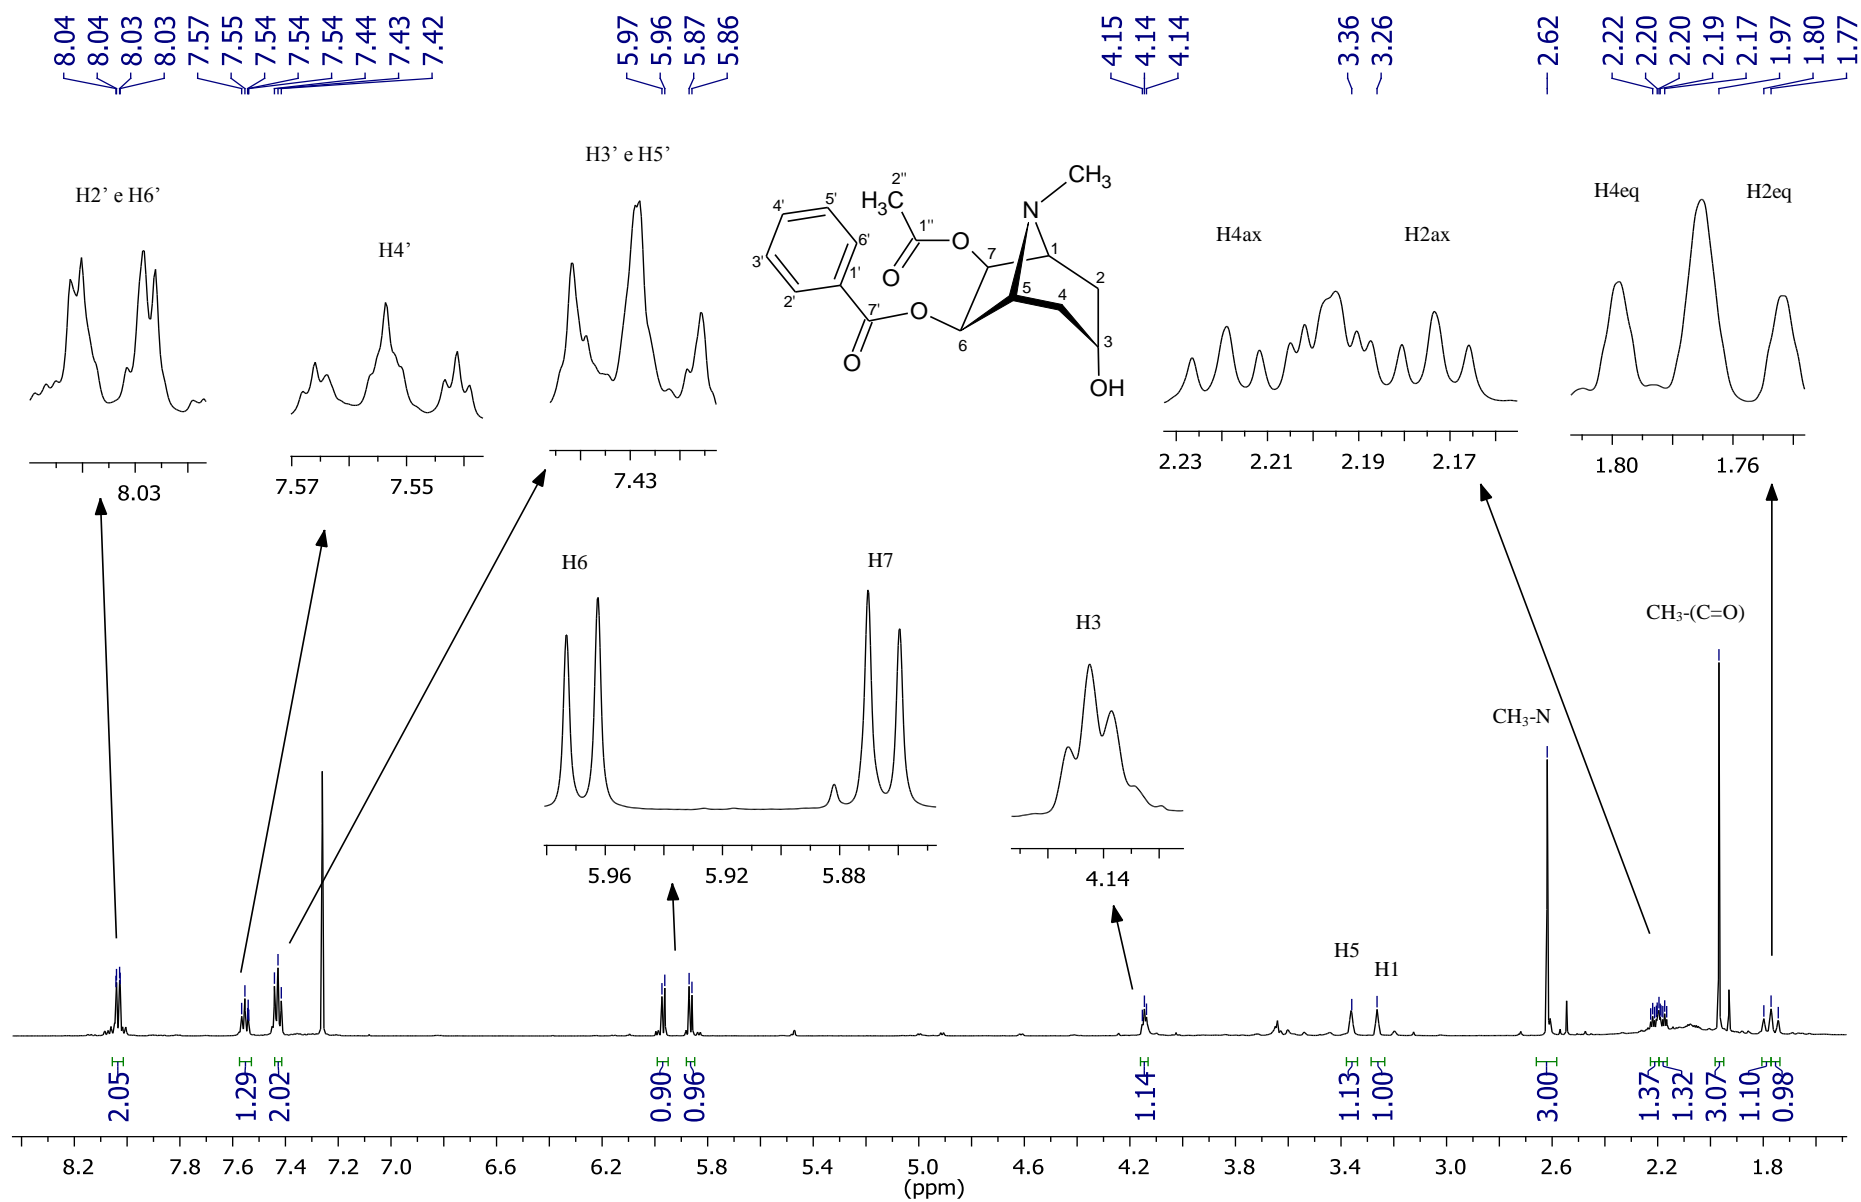 8.04 8.04 8.03 8.03 7.57 7.55 7.54 7.54 7.54 7.44 7.43 7.42 5.97 5.96 5.87 5.86 4.15 4.14 4.14 3.36 3.26 2.62 2.22 2.20 2.20 2.19 2.17 1.97 1.80 1.77
H2’ e H6’
H4’
H3’ e H5’
H4ax
H2ax
H4eq
H2eq
2''
H3C
1''
O
O
7
N
CH3
1
2
4
5
3
OH
6
4'
5'
6'
3'
1'
2'
7'
O
O
8.03
7.57 7.55
7.43
2.23 2.21 2.19 2.17
1.80 1.76
H6
H7
H3
CH3-(C=O)
CH3-N
5.96 5.92 5.88
4.14
H5
H1
2.05 1.29 2.02 0.90 0.96 1.14 1.13 1.00 3.00 1.37 1.32 3.07 1.10 0.98
8.2 7.8 7.6 7.4 7.2 7.0 6.6 6.2 5.8 5.4 5.0 4.6 4.2 3.8 3.4 3.0 2.6 2.2 1.8
(ppm)